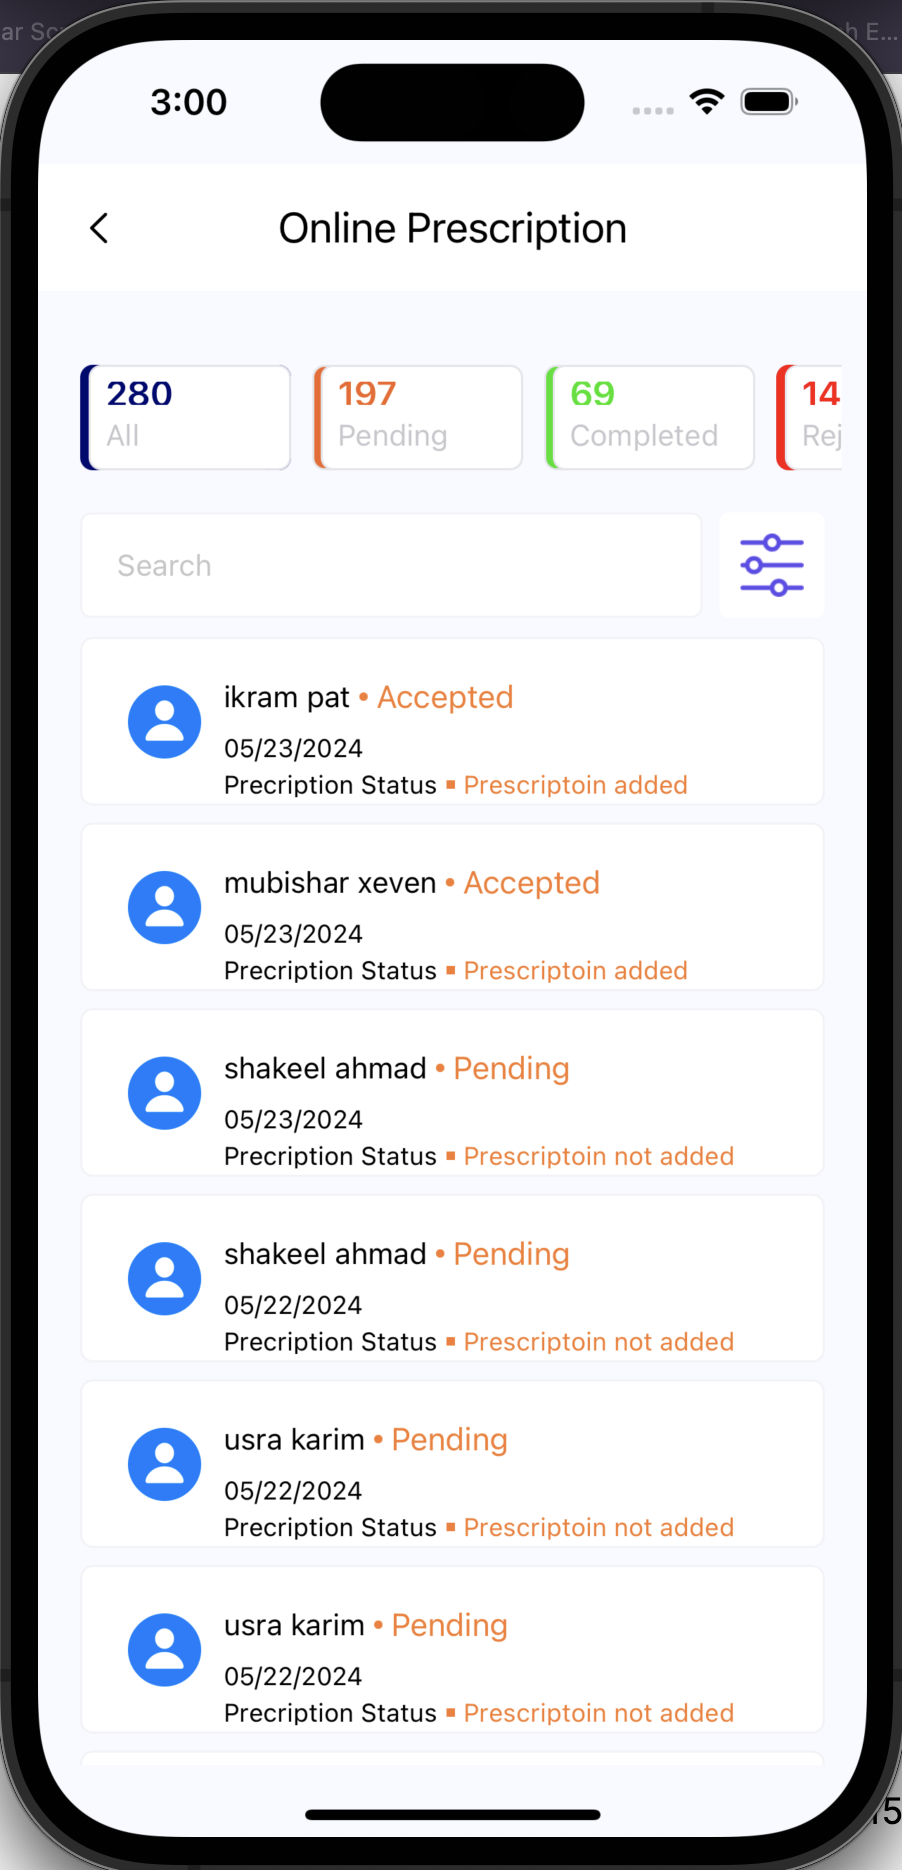 ar Sc
h E...
3:00
Online Prescription
280
All
197
Pending
69
Completed
14
Rej
Search
ikram pat • Accepted
05/23/2024
Precription Status ▪ Prescriptoin added
mubishar xeven • Accepted
05/23/2024
Precription Status ▪ Prescriptoin added
shakeel ahmad • Pending
05/23/2024
Precription Status ▪ Prescriptoin not added
shakeel ahmad • Pending
05/22/2024
Precription Status ▪ Prescriptoin not added
usra karim • Pending
05/22/2024
Precription Status ▪ Prescriptoin not added
usra karim • Pending
05/22/2024
Precription Status ▪ Prescriptoin not added